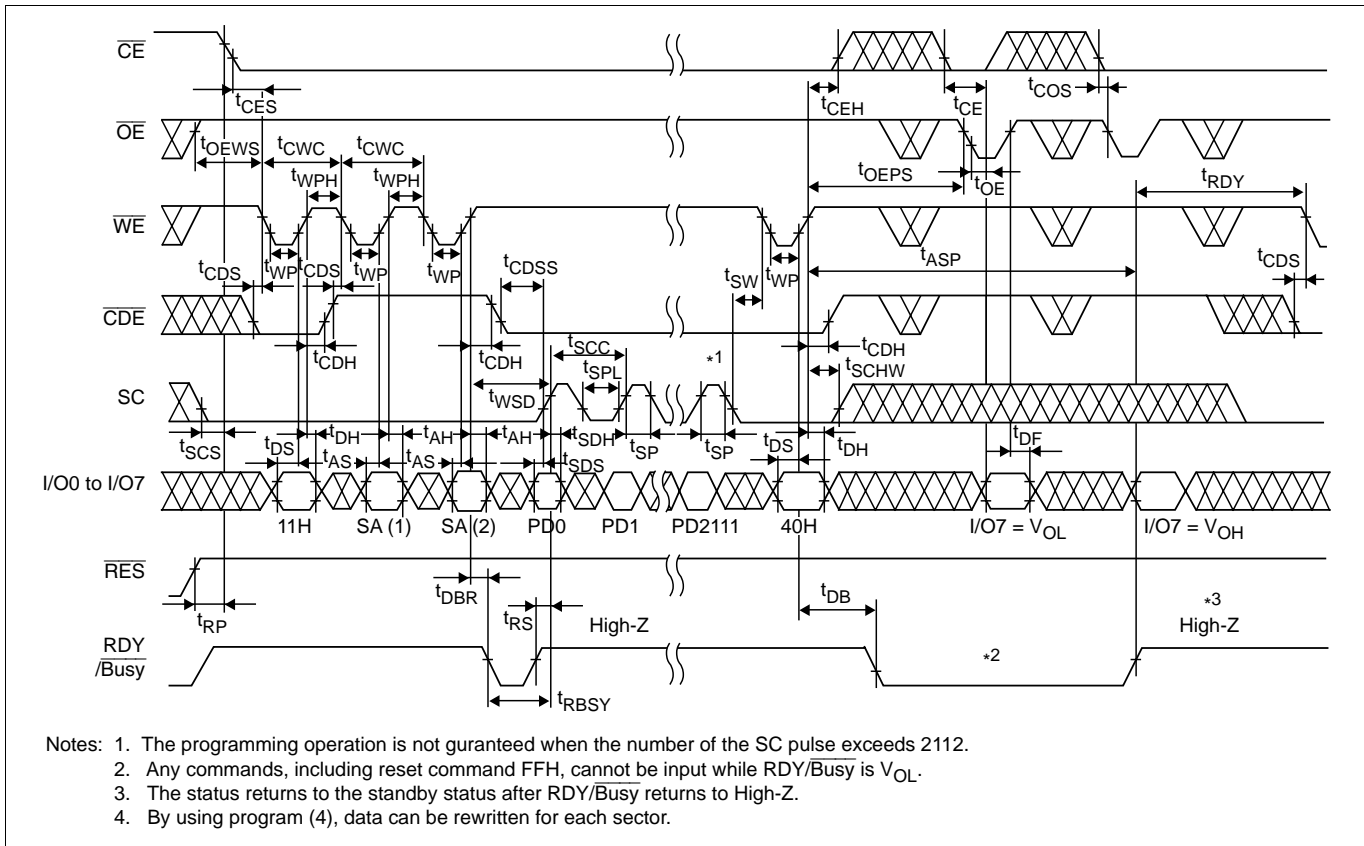 CE
tCES
tCEH
tCE
tCOS
OE
tOEWS
tCWC
tCWC
tWPH
tWPH
tOEPS
tOE
tRDY
WE
tCDS
tWP
tCDS
tWP
tWP
tCDSS
tSW
tWP
tASP
tCDS
CDE
tCDH
tCDH
tSCC
*1
tCDH
tWSD
tSPL
tSCHW
SC
tSCS
tDS
tDH
tAH
tAH
tSDH
tSP
tSP
tDS
tDH
tDF
tAS
tAS
tSDS
I/O0 to I/O7
11H
SA (1)
SA (2)
PD0
PD1
PD2111
40H
I/O7 = VOL
I/O7 = VOH
RES
tRP
tDBR
tRS
High-Z
tDB
*3
High-Z
RDY
/Busy
*2
tRBSY
Notes: 1. The programming operation is not guranteed when the number of the SC pulse exceeds 2112.
2. Any commands, including reset command FFH, cannot be input while RDY/Busy is VOL.
3. The status returns to the standby status after RDY/Busy returns to High-Z.
4. By using program (4), data can be rewritten for each sector.